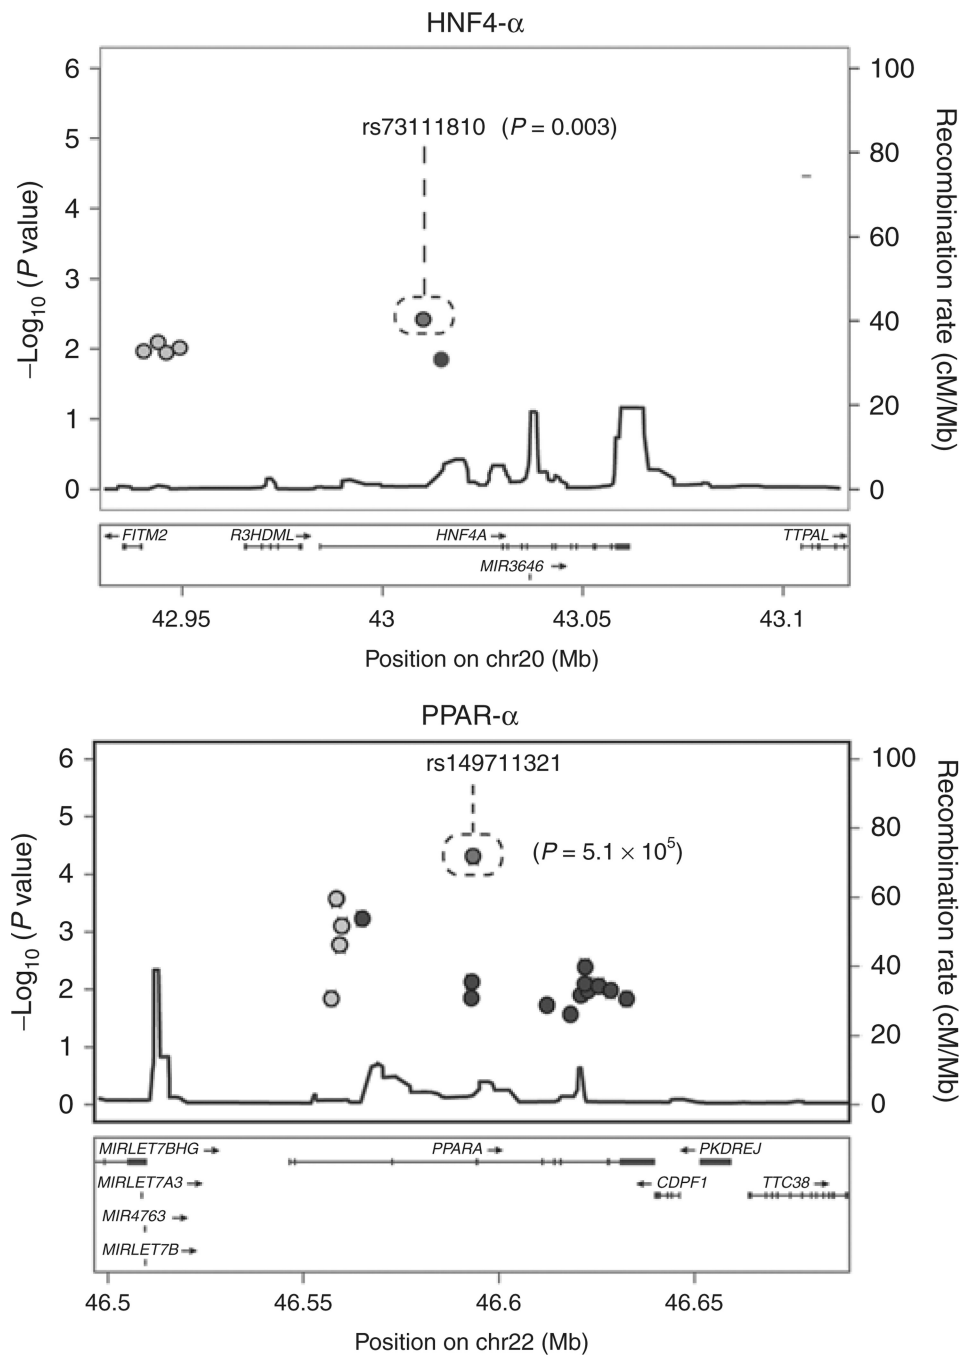 HNF4-α
6
5
4
3
2
1
0
–Log10 (P value)
100
80
60
40
20
0
Recombination rate (cM/Mb)
rs73111810 (P = 0.003)
FITM2
R3HDML
HNF4A
TTPAL
MIR3646
42.95
43
43.05
43.1
Position on chr20 (Mb)
PPAR-α
6
5
4
3
2
1
0
–Log10 (P value)
100
80
60
40
20
0
Recombination rate (cM/Mb)
rs149711321
(P = 5.1 × 10⁵)
MIRLET7BHG
PPARA
PKDREJ
MIRLET7A3
CDPF1
TTC38
MIR4763
MIRLET7B
46.5
46.55
46.6
46.65
Position on chr22 (Mb)